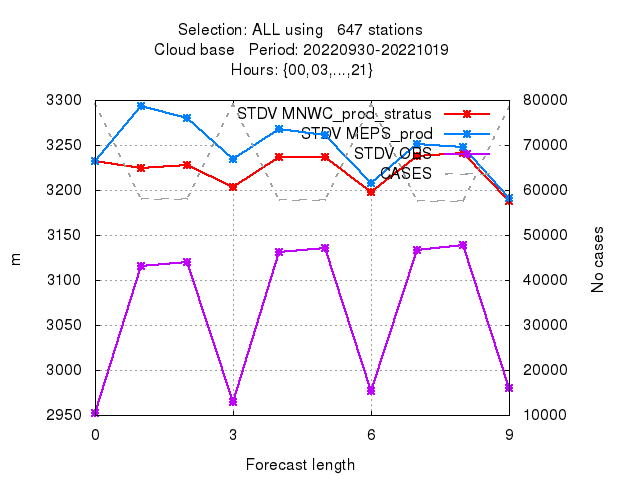 Selection: ALL using   647 stations
Cloud base   Period: 20220930-20221019
Hours: {00,03,...,21}
3300
3250
3200
3150
3100
3050
3000
2950
m
80000
70000
60000
50000
40000
30000
20000
10000
No cases
STDV MNWC_prod_stratus
STDV MEPS_prod
STDV OBS
CASES
0 3 6 9
Forecast length